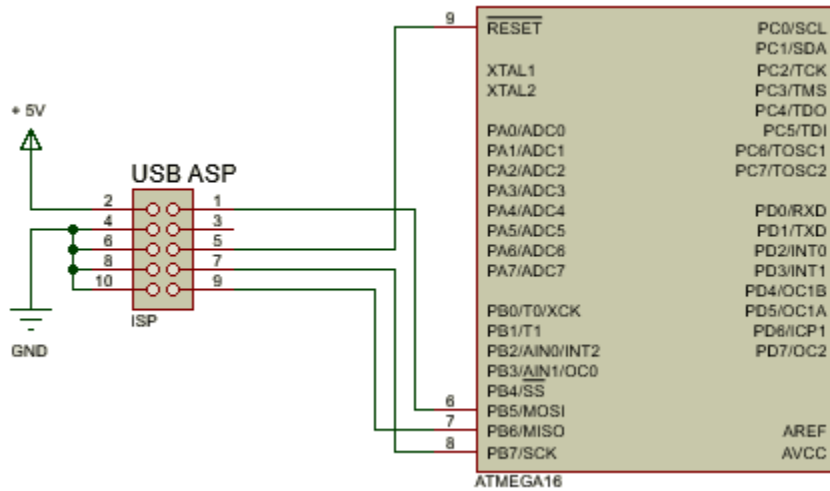 + 5V
USB ASP
2 1
4 3
6 5
8 7
10 9
ISP
GND
9
RESET PC0/SCL
PC1/SDA
XTAL1 PC2/TCK
XTAL2 PC3/TMS
PC4/TDO
PA0/ADC0 PC5/TDI
PA1/ADC1 PC6/TOSC1
PA2/ADC2 PC7/TOSC2
PA3/ADC3
PA4/ADC4 PD0/RXD
PA5/ADC5 PD1/TXD
PA6/ADC6 PD2/INT0
PA7/ADC7 PD3/INT1
PD4/OC1B
PB0/T0/XCK PD5/OC1A
PB1/T1 PD6/ICP1
PB2/AIN0/INT2 PD7/OC2
PB3/AIN1/OC0
PB4/SS
6 PB5/MOSI
7 PB6/MISO AREF
8 PB7/SCK AVCC
ATMEGA16